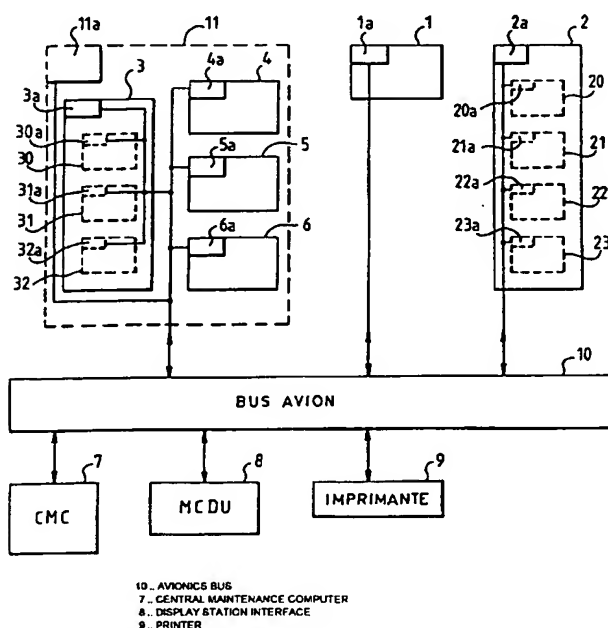 11a
11
1a
1
2a
2
3
4a
4
3a
20
20a
30a
30
5
21
21a
5a
31a
22a
22
31
6
32a
6a
23a
23
32
10
BUS AVION
7
8
9
CMC
MCDU
IMPRIMANTE
10.. AVIONICS BUS
7.. CENTRAL MAINTENANCE COMPUTER
8.. DISPLAY STATION INTERFACE
9.. PRINTER